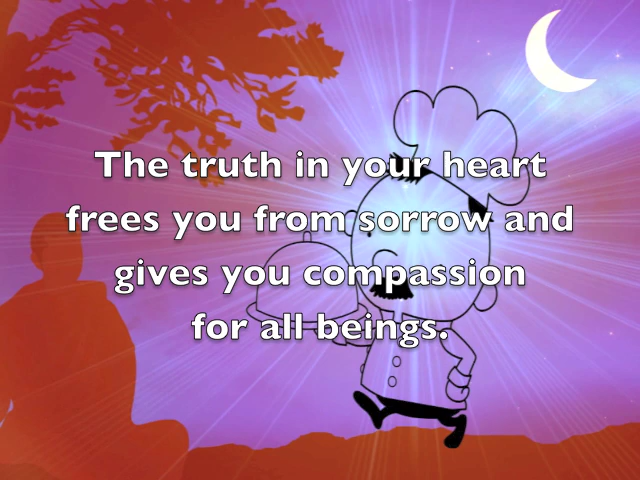 The truth in your heart
frees you from sorrow and
gives you compassion
for all beings.